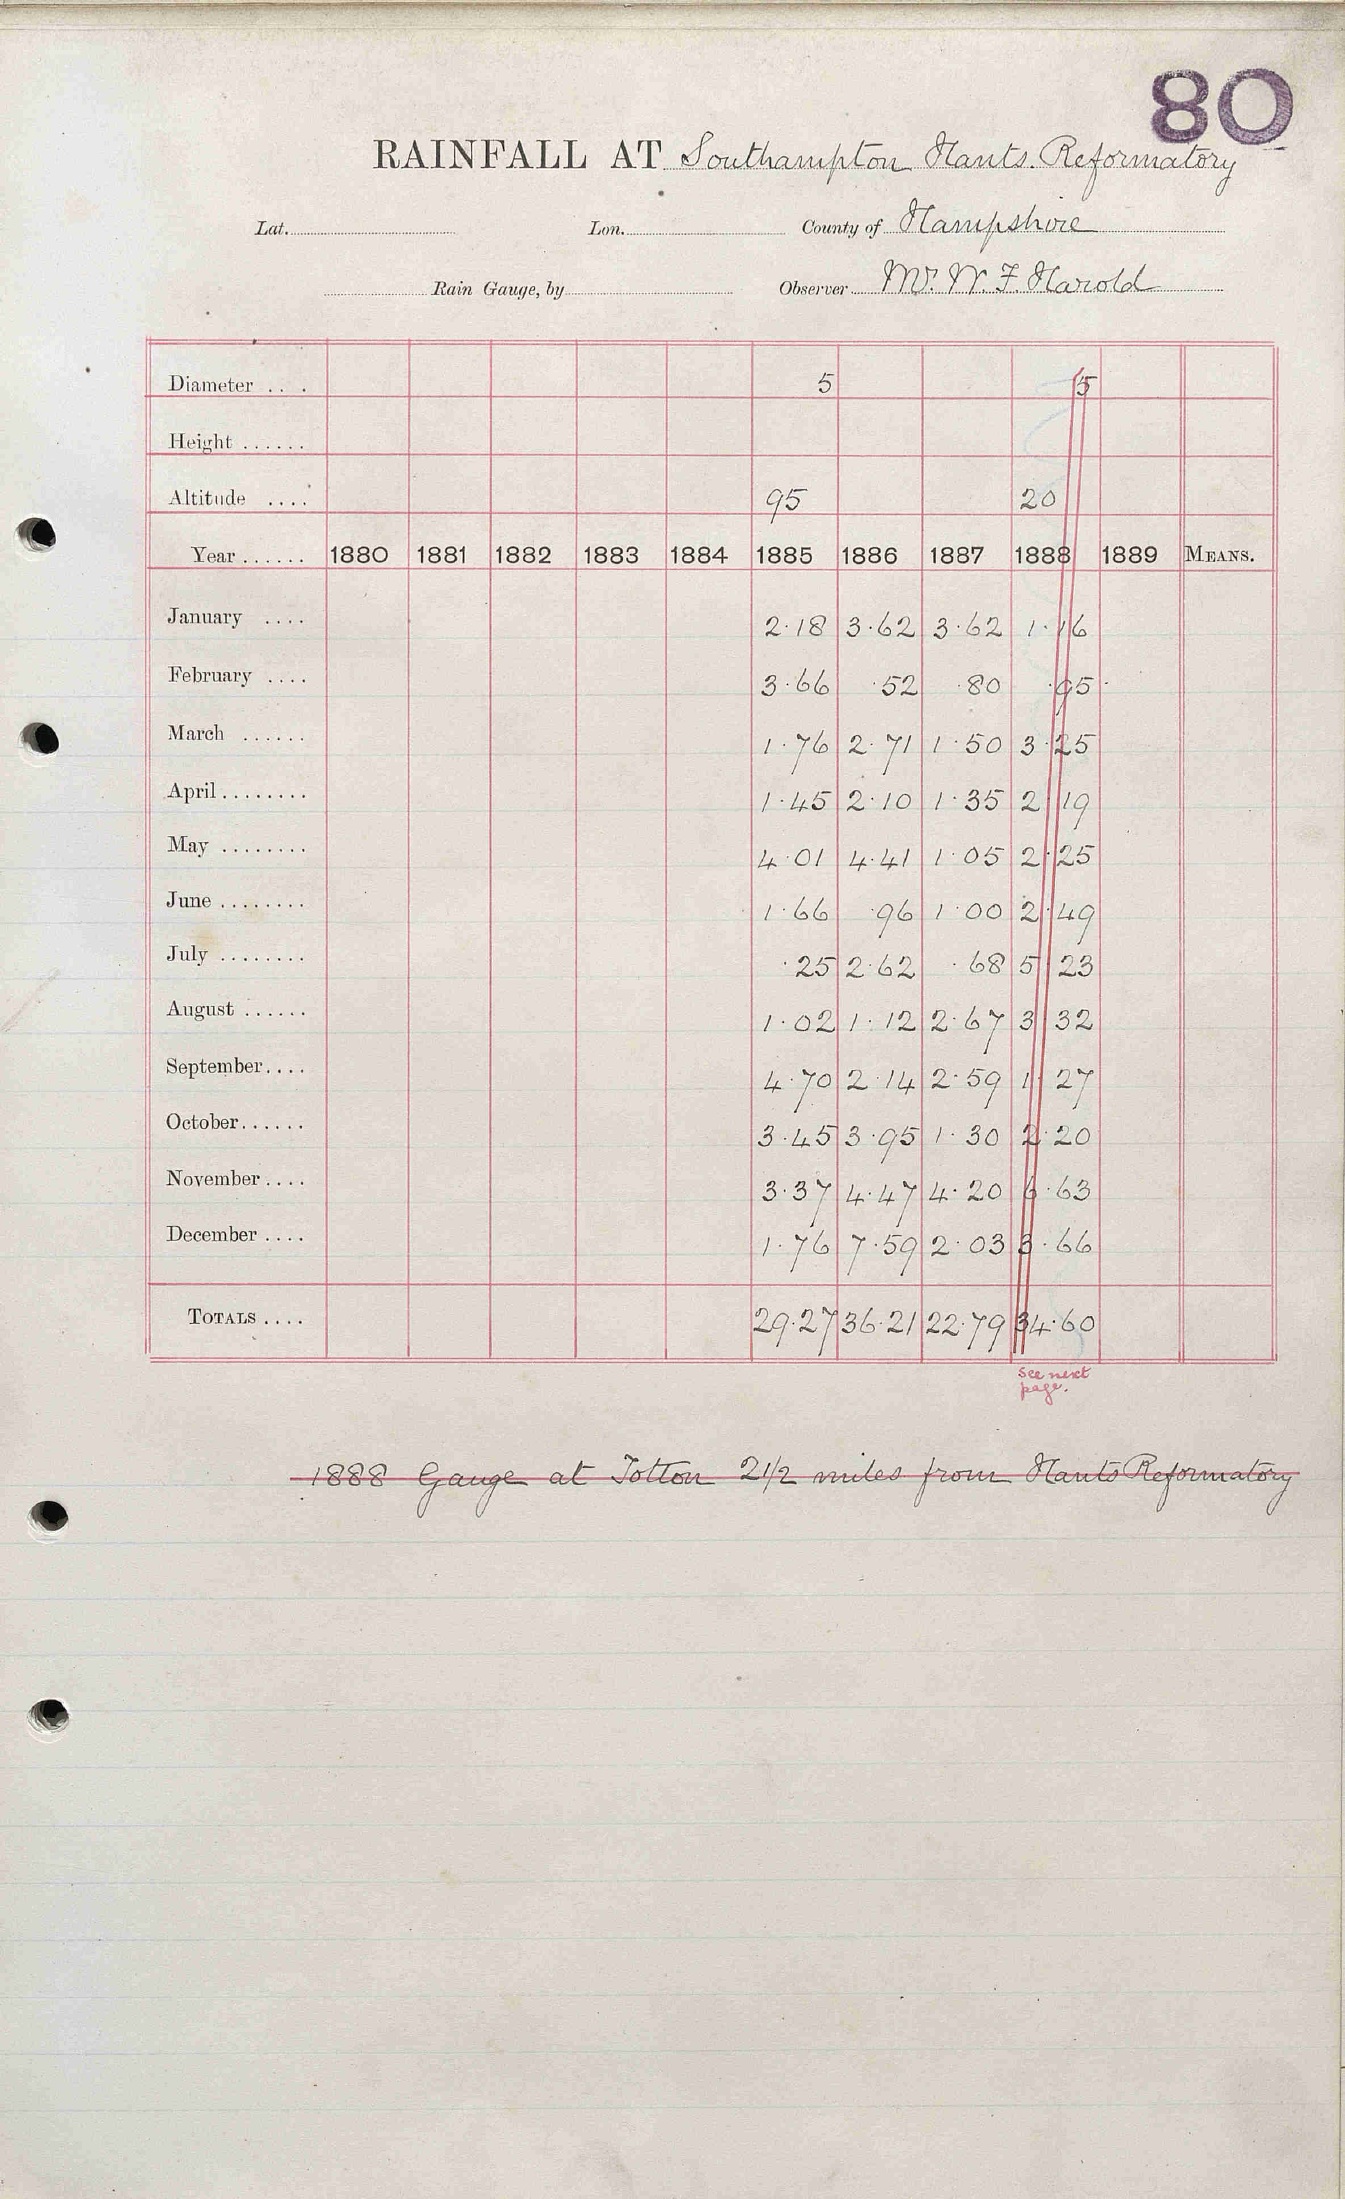 80
RAINFALL AT Southampton Hants. Reformatory
Lat. Lon. County of Hampshire
Rain Gauge, by Observer Mr. W. F. Harold
Diameter .. . 5 5
Height ......
Altitude .... 95 20
Year ...... 1880 1881 1882 1883 1884 1885 1886 1887 1888 1889 MEANS.
January .... 2.18 3.62 3.62 1.16
February .... 3.66 .52 .80 .95
March ...... 1.76 2.71 1.50 3.25
April ........ 1.45 2.10 1.35 2.19
May ........ 4.01 4.41 1.05 2.25
June ........ 1.66 .96 1.00 2.49
July ........ .25 2.62 .68 5.23
August ...... 1.02 1.12 2.67 3.32
September .... 4.70 2.14 2.59 1.27
October ...... 3.45 3.95 1.30 2.20
November .... 3.37 4.47 4.20 6.63
December .... 1.76 7.59 2.03 3.66
TOTALS .... 29.27 36.21 22.79 34.60
see next
page.
1888 Gauge at Totton 2 1/2 miles from Hants Reformatory